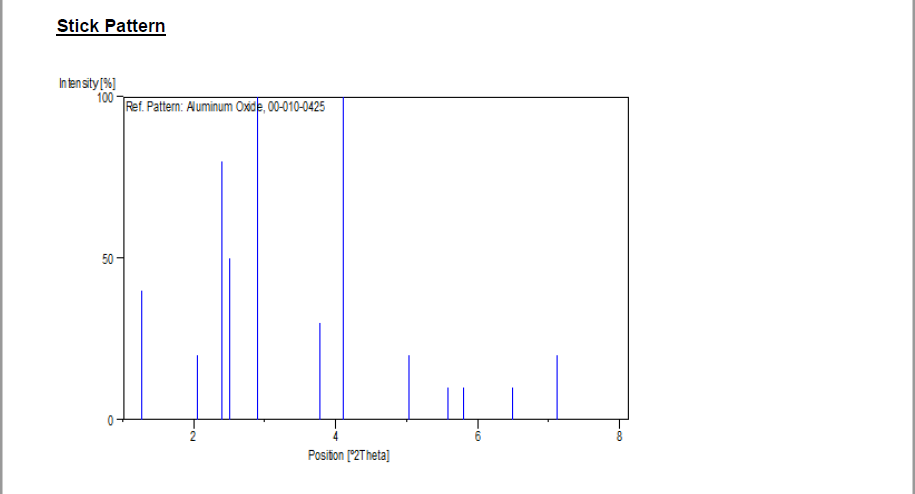 Stick Pattern
Intensity [%]
100
Ref. Pattern: Aluminum Oxide, 00-010-0425
50
0
2 4 6 8
Position [°2Theta]